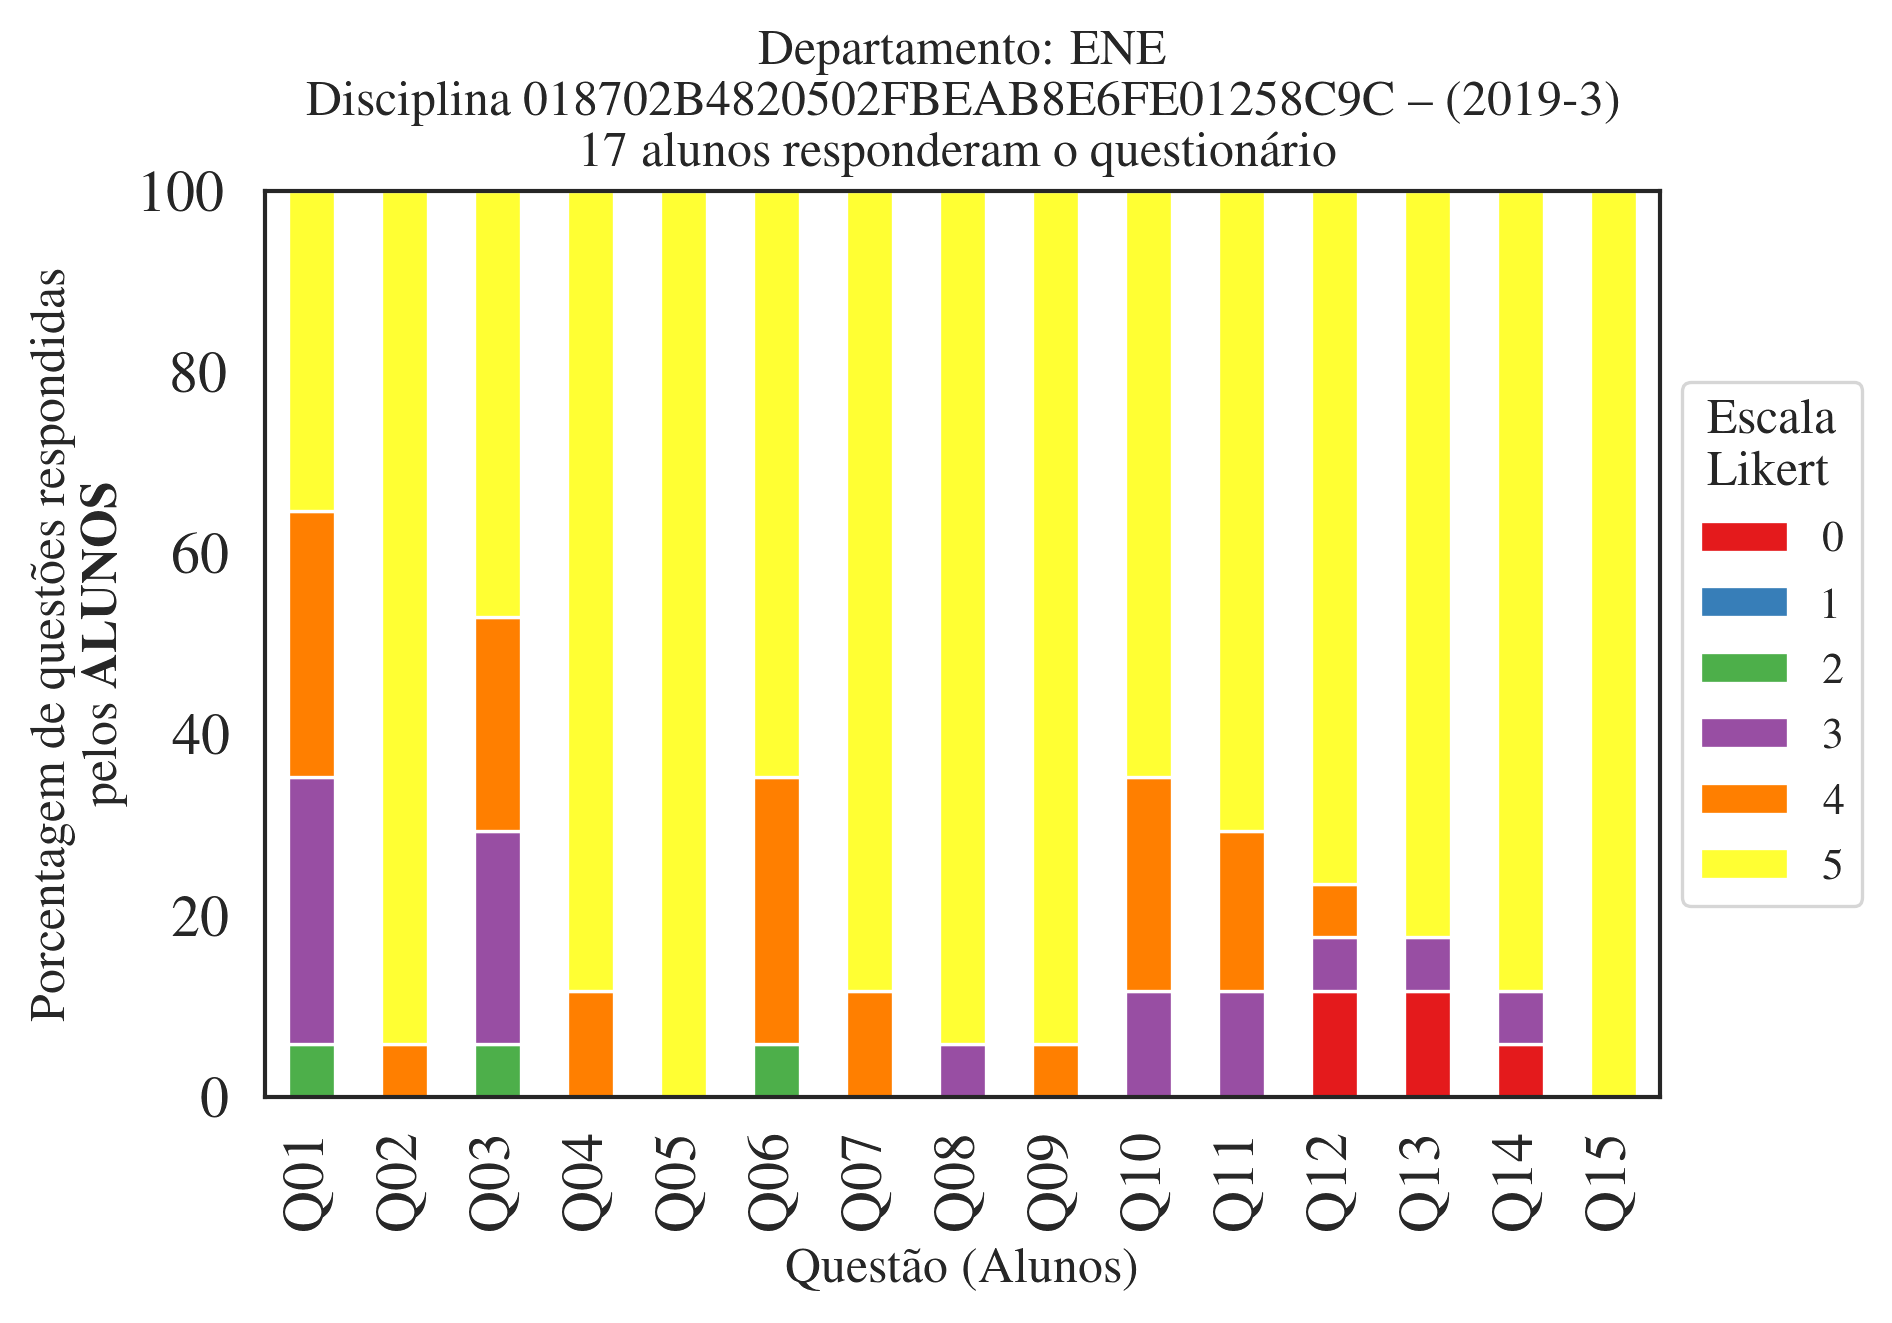 Departamento: ENE
Disciplina 018702B4820502FBEAB8E6FE01258C9C – (2019-3)
17 alunos responderam o questionário
Porcentagem de questões respondidas
pelos ALUNOS
100
80
60
40
20
0
Q01
Q02
Q03
Q04
Q05
Q06
Q07
Q08
Q09
Q10
Q11
Q12
Q13
Q14
Q15
Questão (Alunos)
Escala
Likert
0
1
2
3
4
5